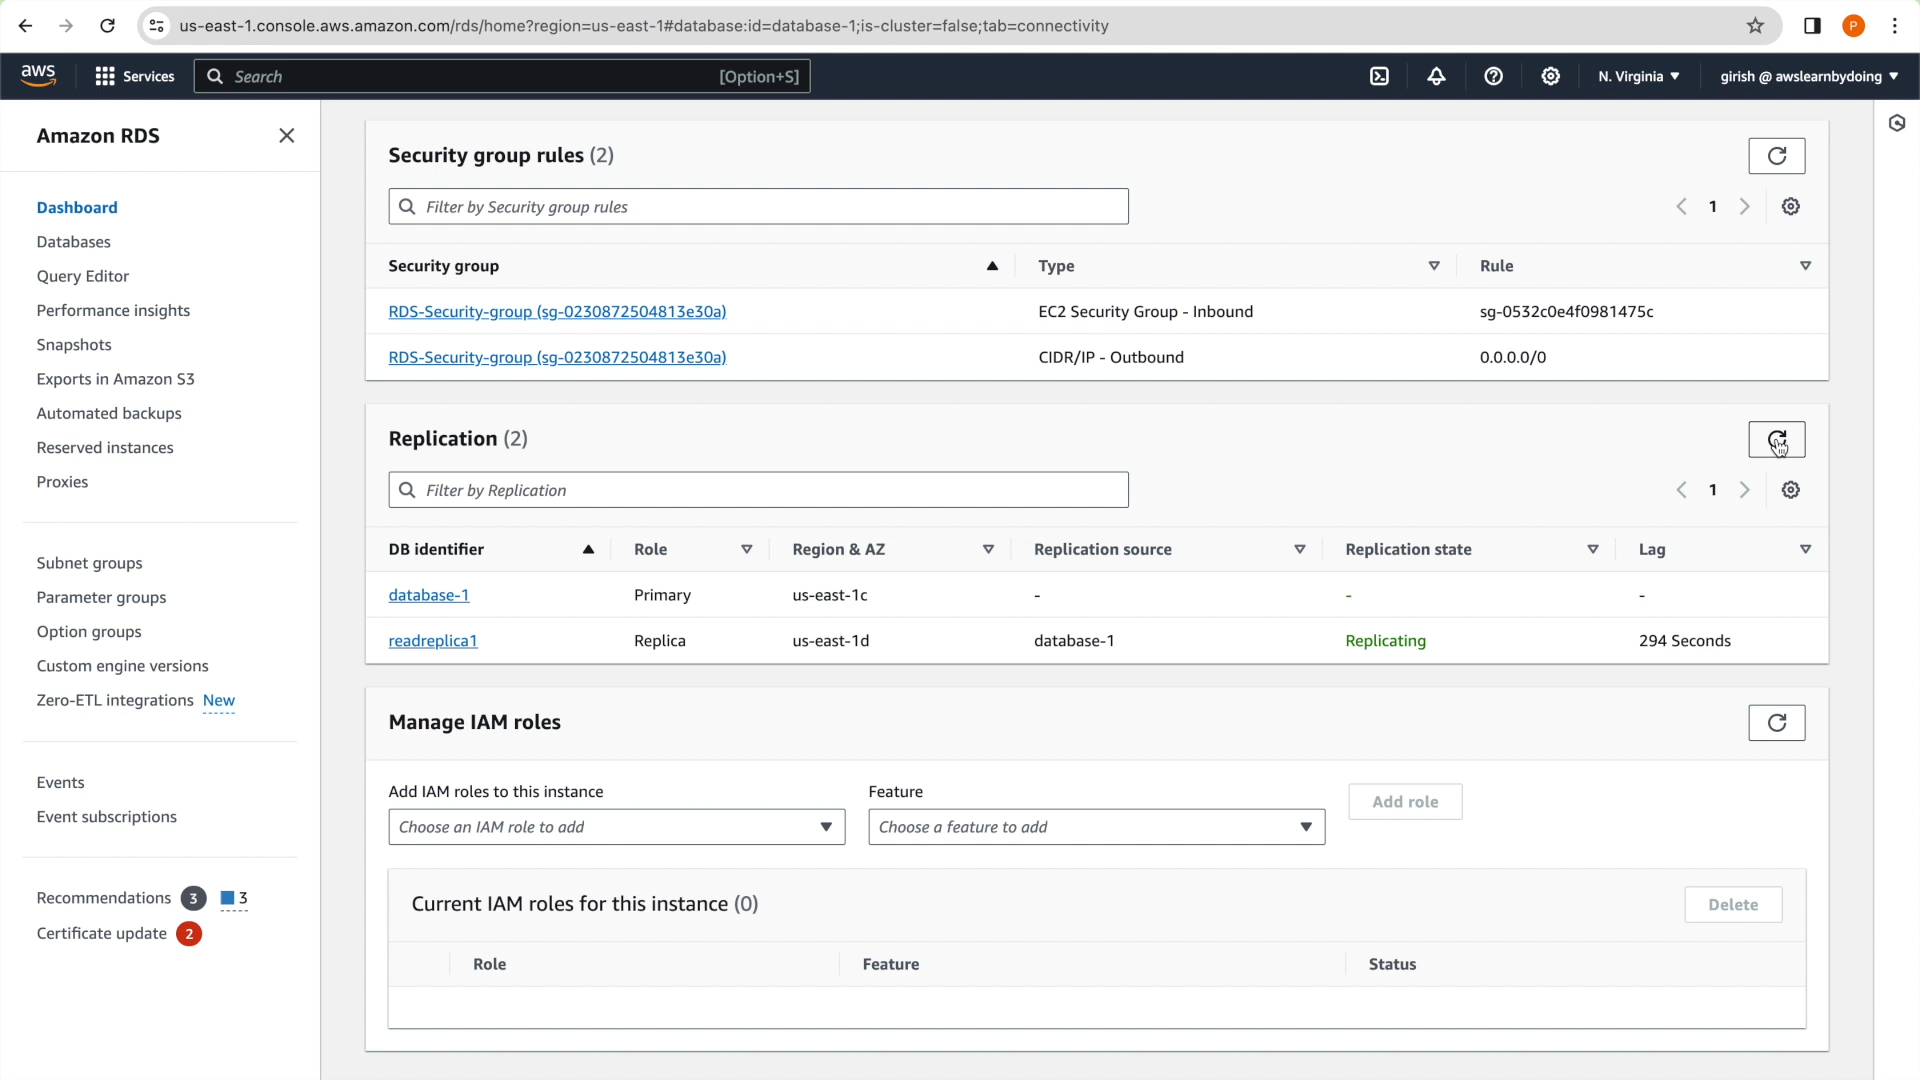 us-east-1.console.aws.amazon.com/rds/home?region=us-east-1#database:id=database-1;is-cluster=false;tab=connectivity
P
aws
Services
Search
[Option+S]
N. Virginia
girish @ awslearnbydoing
Amazon RDS
Dashboard
Databases
Query Editor
Performance insights
Snapshots
Exports in Amazon S3
Automated backups
Reserved instances
Proxies
Subnet groups
Parameter groups
Option groups
Custom engine versions
Zero-ETL integrations New
Events
Event subscriptions
Recommendations 3 3
Certificate update 2
Security group rules (2)
Filter by Security group rules
1
Security group Type Rule
RDS-Security-group (sg-0230872504813e30a) EC2 Security Group - Inbound sg-0532c0e4f0981475c
RDS-Security-group (sg-0230872504813e30a) CIDR/IP - Outbound 0.0.0.0/0
Replication (2)
Filter by Replication
1
DB identifier Role Region & AZ Replication source Replication state Lag
database-1 Primary us-east-1c - - -
readreplica1 Replica us-east-1d database-1 Replicating 294 Seconds
Manage IAM roles
Add IAM roles to this instance Feature
Choose an IAM role to add Choose a feature to add Add role
Current IAM roles for this instance (0) Delete
Role Feature Status